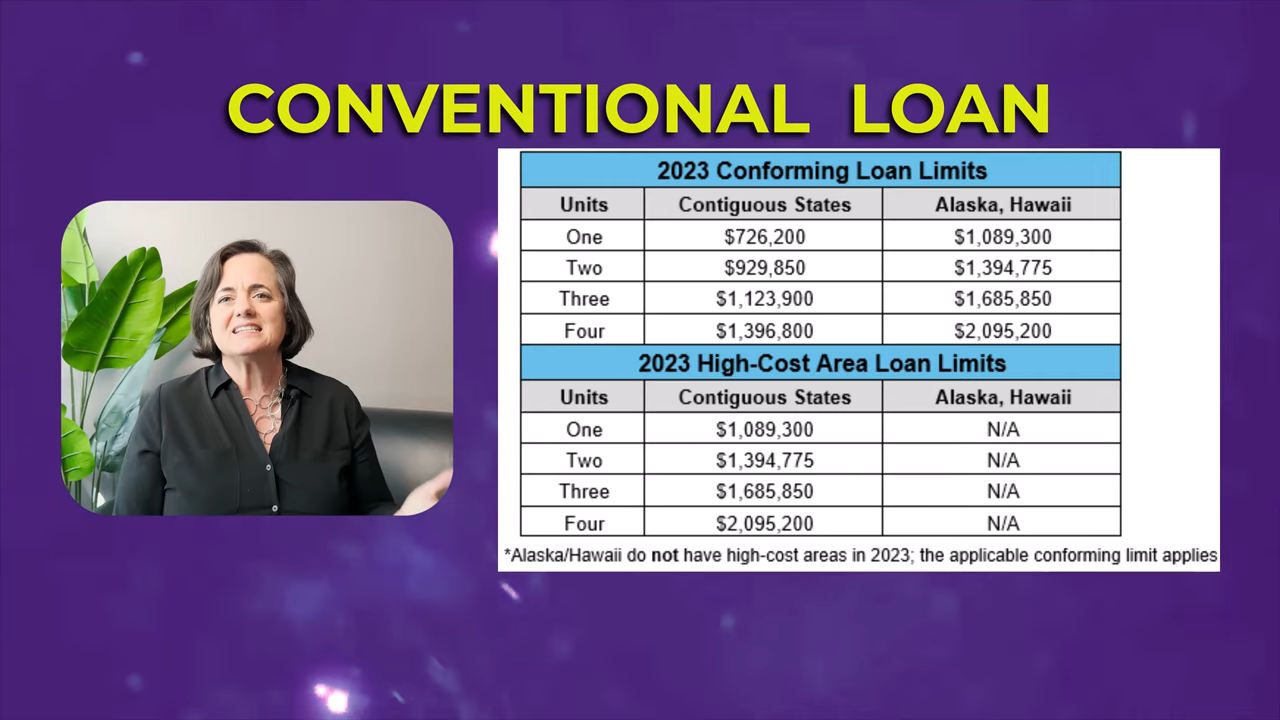 CONVENTIONAL LOAN
2023 Conforming Loan Limits
Units Contiguous States Alaska, Hawaii
One $726,200 $1,089,300
Two $929,850 $1,394,775
Three $1,123,900 $1,685,850
Four $1,396,800 $2,095,200
2023 High-Cost Area Loan Limits
Units Contiguous States Alaska, Hawaii
One $1,089,300 N/A
Two $1,394,775 N/A
Three $1,685,850 N/A
Four $2,095,200 N/A
*Alaska/Hawaii do not have high-cost areas in 2023; the applicable conforming limit applies